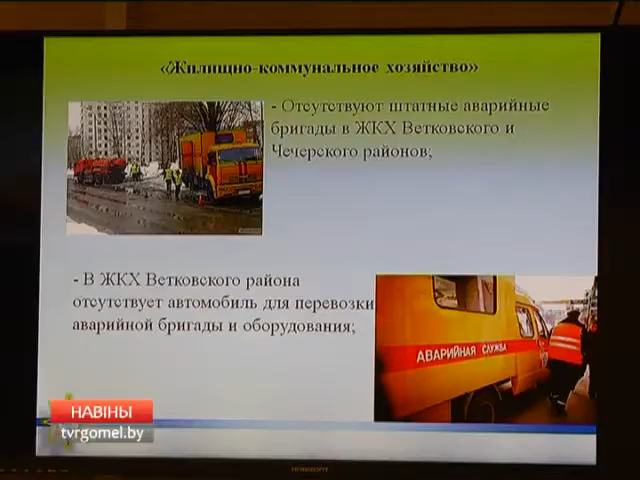 «Жилищно-коммунальное хозяйство»
- Отсутствуют штатные аварийные
бригады в ЖКХ Ветковского и
Чечерского районов;
- В ЖКХ Ветковского района
отсутствует автомобиль для перевозки
аварийной бригады и оборудования;
АВАРИЙНАЯ СЛУЖБА
НАВІНЫ
tvrgomel.by